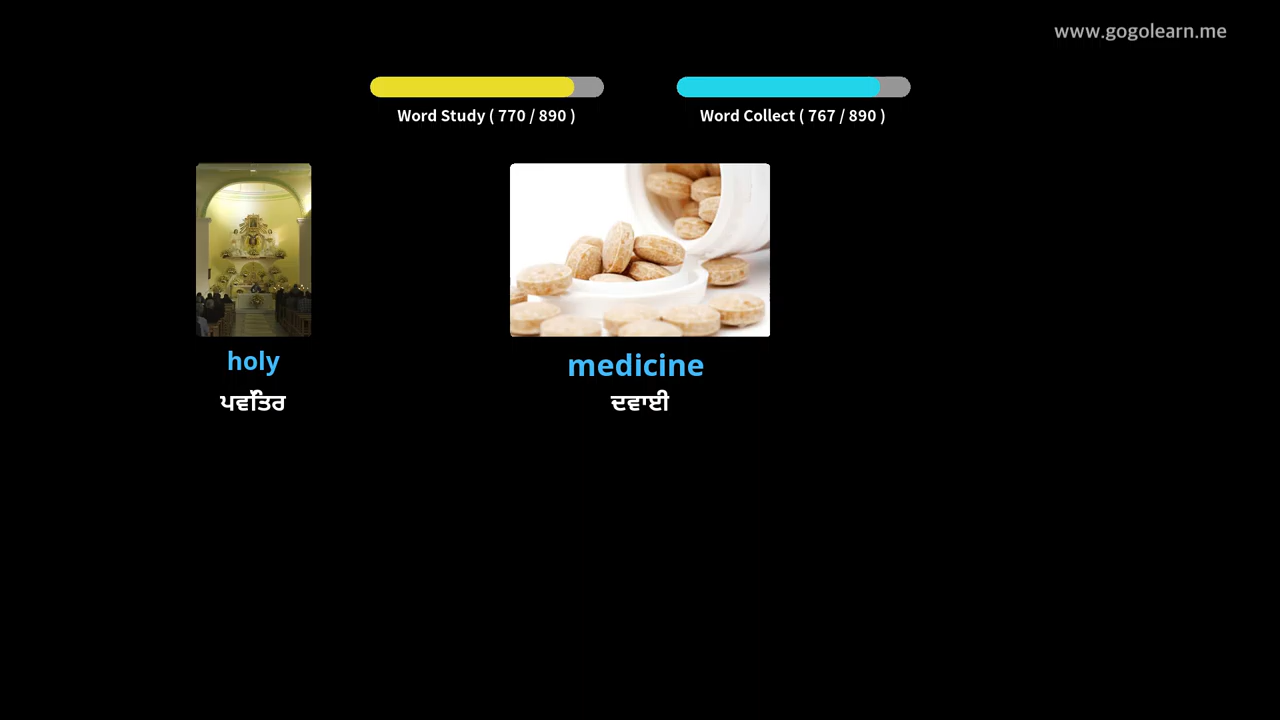 www.gogolearn.me
Word Study ( 770 / 890 )
Word Collect ( 767 / 890 )
holy
ਪਵਿੱਤਰ
medicine
ਦਵਾਈ